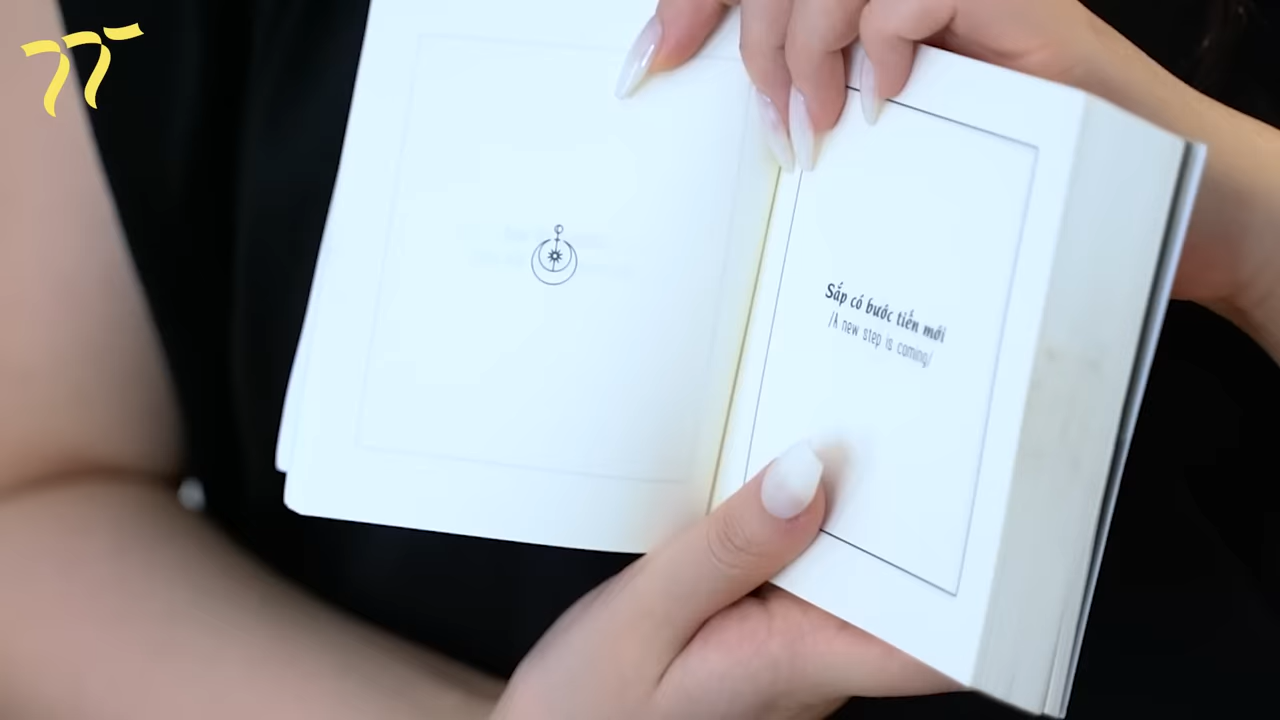 Sắp có bước tiến mới
/A new step is coming/